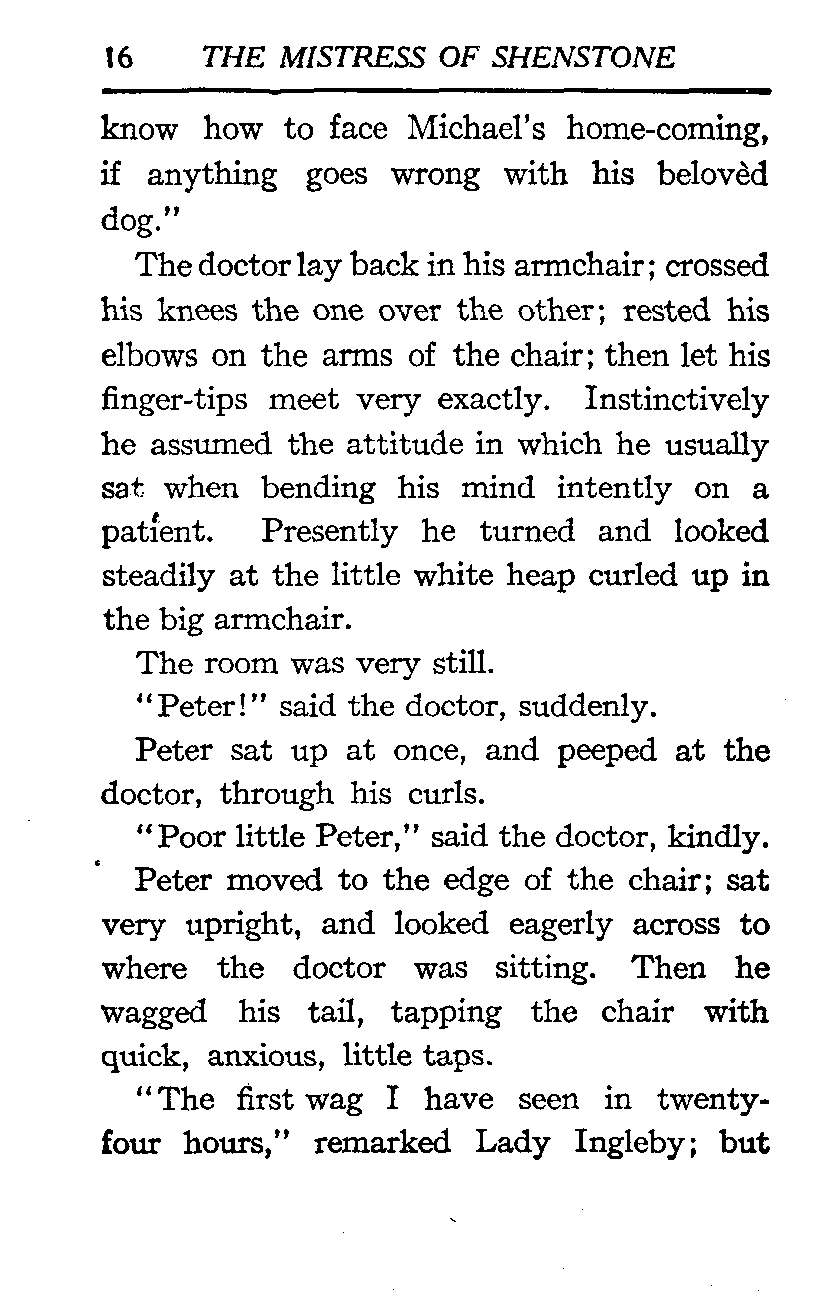 16 THE MISTRESS OF SHENSTONE
know how to face Michael's home-coming,
if anything goes wrong with his belovèd
dog."
The doctor lay back in his armchair; crossed
his knees the one over the other; rested his
elbows on the arms of the chair; then let his
finger-tips meet very exactly. Instinctively
he assumed the attitude in which he usually
sat when bending his mind intently on a
patient. Presently he turned and looked
steadily at the little white heap curled up in
the big armchair.
The room was very still.
"Peter!" said the doctor, suddenly.
Peter sat up at once, and peeped at the
doctor, through his curls.
"Poor little Peter," said the doctor, kindly.
Peter moved to the edge of the chair; sat
very upright, and looked eagerly across to
where the doctor was sitting. Then he
wagged his tail, tapping the chair with
quick, anxious, little taps.
"The first wag I have seen in twenty-
four hours," remarked Lady Ingleby; but